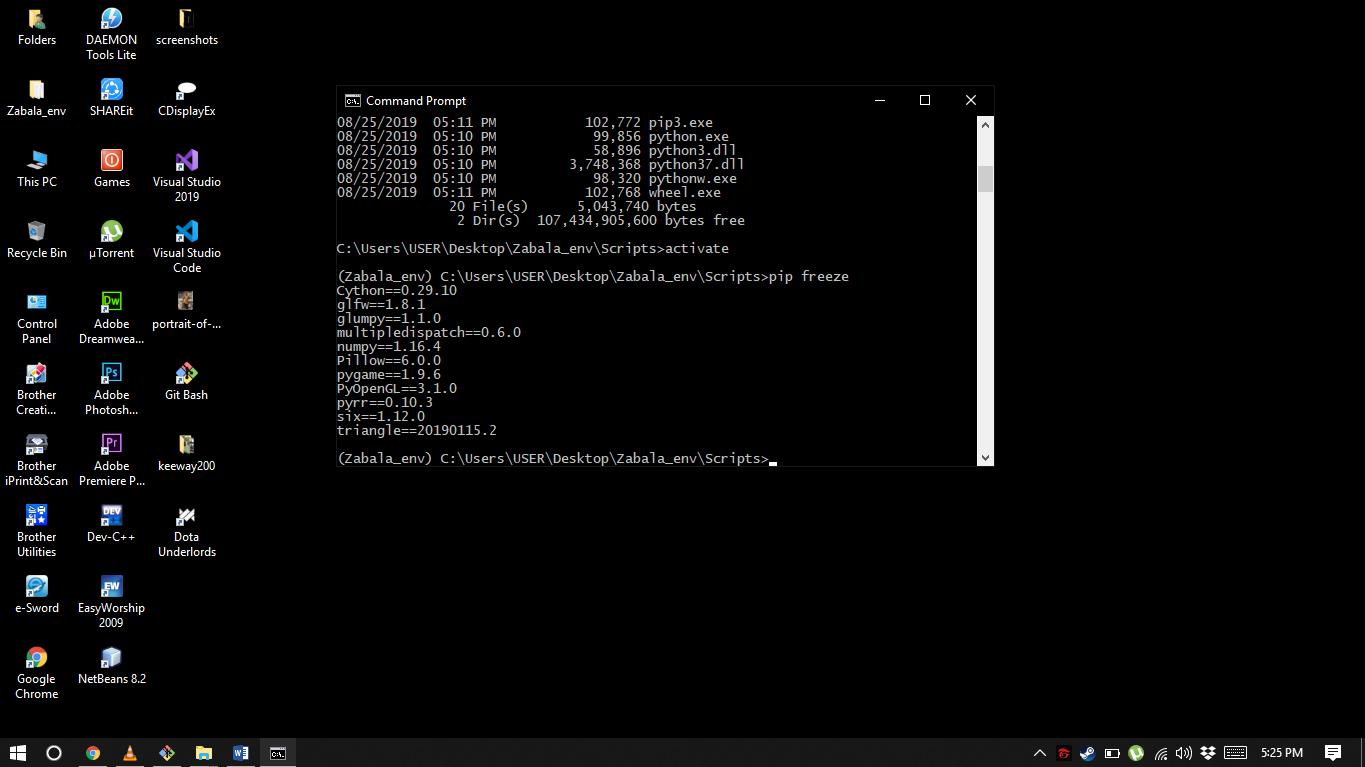 Folders
DAEMON
Tools Lite
screenshots
Zabala_env
SHAREit
CDisplayEx
This PC
Games
Visual Studio
2019
Recycle Bin
µTorrent
Visual Studio
Code
Control
Panel
Adobe
Dreamwea...
portrait-of-...
Brother
Creati...
Adobe
Photosh...
Git Bash
Brother
iPrint&Scan
Adobe
Premiere P...
keeway200
Brother
Utilities
Dev-C++
Dota
Underlords
e-Sword
EasyWorship
2009
Google
Chrome
NetBeans 8.2
Command Prompt
08/25/2019  05:11 PM           102,772 pip3.exe
08/25/2019  05:10 PM            99,856 python.exe
08/25/2019  05:10 PM            58,896 python3.dll
08/25/2019  05:10 PM         3,748,368 python37.dll
08/25/2019  05:10 PM            98,320 pythonw.exe
08/25/2019  05:11 PM           102,768 wheel.exe
              20 File(s)      5,043,740 bytes
               2 Dir(s)  107,434,905,600 bytes free
C:\Users\USER\Desktop\Zabala_env\Scripts>activate
(Zabala_env) C:\Users\USER\Desktop\Zabala_env\Scripts>pip freeze
Cython==0.29.10
glfw==1.8.1
glumpy==1.1.0
multipledispatch==0.6.0
numpy==1.16.4
Pillow==6.0.0
pygame==1.9.6
PyOpenGL==3.1.0
pyrr==0.10.3
six==1.12.0
triangle==20190115.2
(Zabala_env) C:\Users\USER\Desktop\Zabala_env\Scripts>
5:25 PM